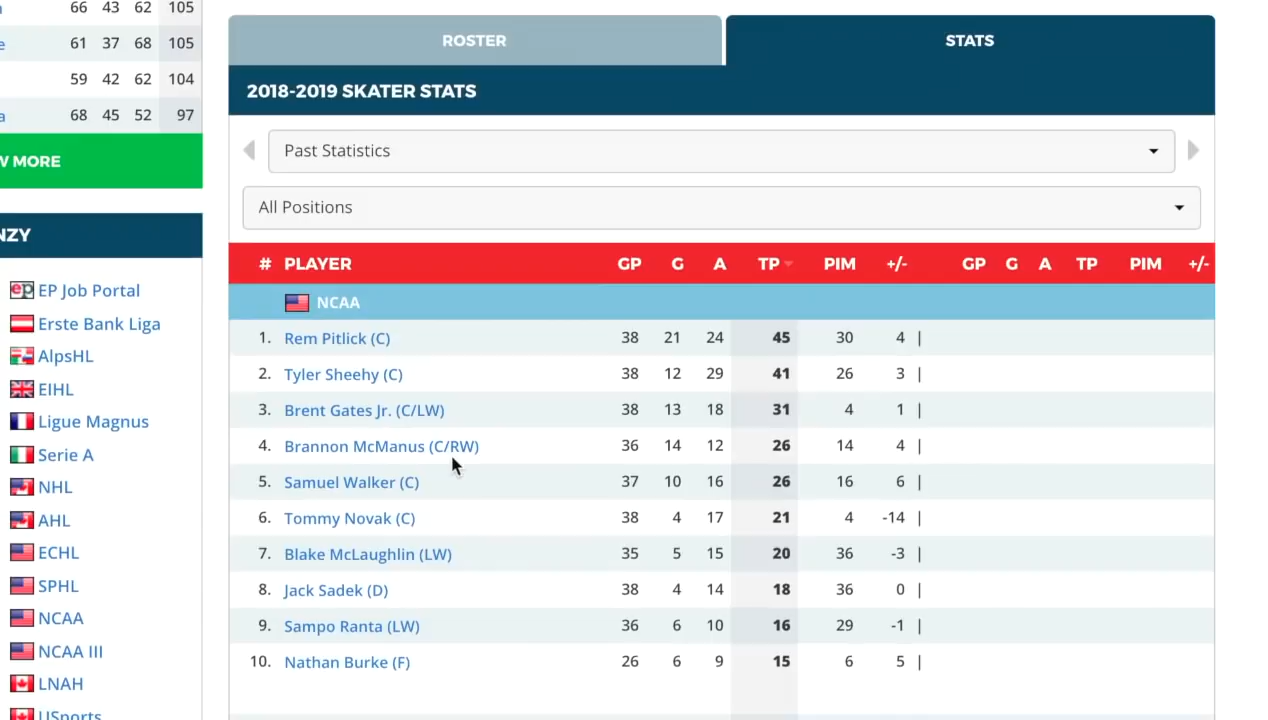 66 43 62 105
e 61 37 68 105
59 42 62 104
a 68 45 52 97
W MORE
NZY
EP Job Portal
Erste Bank Liga
AlpsHL
EIHL
Ligue Magnus
Serie A
NHL
AHL
ECHL
SPHL
NCAA
NCAA III
LNAH
USports
ROSTER STATS
2018-2019 SKATER STATS
Past Statistics
All Positions
# PLAYER GP G A TP PIM +/- GP G A TP PIM +/-
NCAA
1. Rem Pitlick (C) 38 21 24 45 30 4 |
2. Tyler Sheehy (C) 38 12 29 41 26 3 |
3. Brent Gates Jr. (C/LW) 38 13 18 31 4 1 |
4. Brannon McManus (C/RW) 36 14 12 26 14 4 |
5. Samuel Walker (C) 37 10 16 26 16 6 |
6. Tommy Novak (C) 38 4 17 21 4 -14 |
7. Blake McLaughlin (LW) 35 5 15 20 36 -3 |
8. Jack Sadek (D) 38 4 14 18 36 0 |
9. Sampo Ranta (LW) 36 6 10 16 29 -1 |
10. Nathan Burke (F) 26 6 9 15 6 5 |